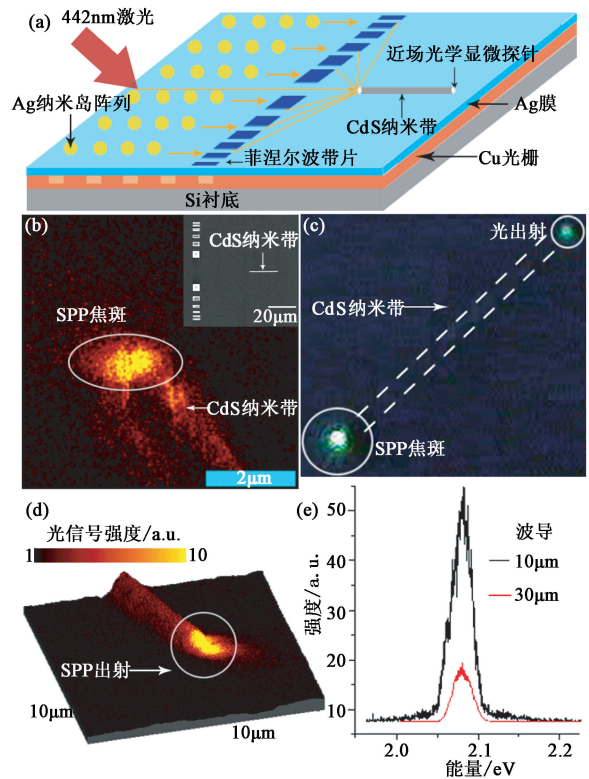 (a)
442nm激光
近场光学显微探针
Ag纳米岛阵列
CdS纳米带
Ag膜
菲涅尔波带片
Cu光栅
Si衬底
(b)
CdS纳米带
20μm
SPP焦斑
CdS纳米带
2μm
(c)
光出射
CdS纳米带
SPP焦斑
(d)
光信号强度/a.u.
1
10
SPP出射
10μm
10μm
(e)
波导
10μm
30μm
强度/a.u.
50
40
30
20
10
2.0
2.1
2.2
能量/eV